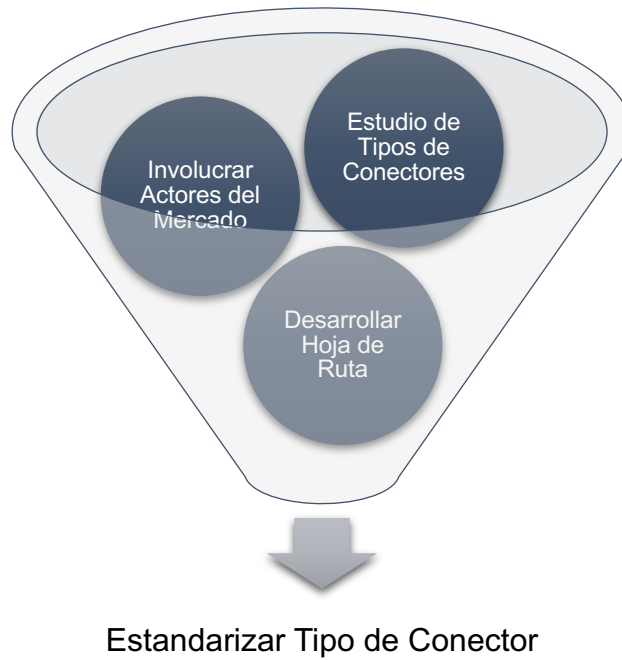 Estudio de
Tipos de
Conectores
Involucrar
Actores del
Mercado
Desarrollar
Hoja de
Ruta
Estandarizar Tipo de Conector